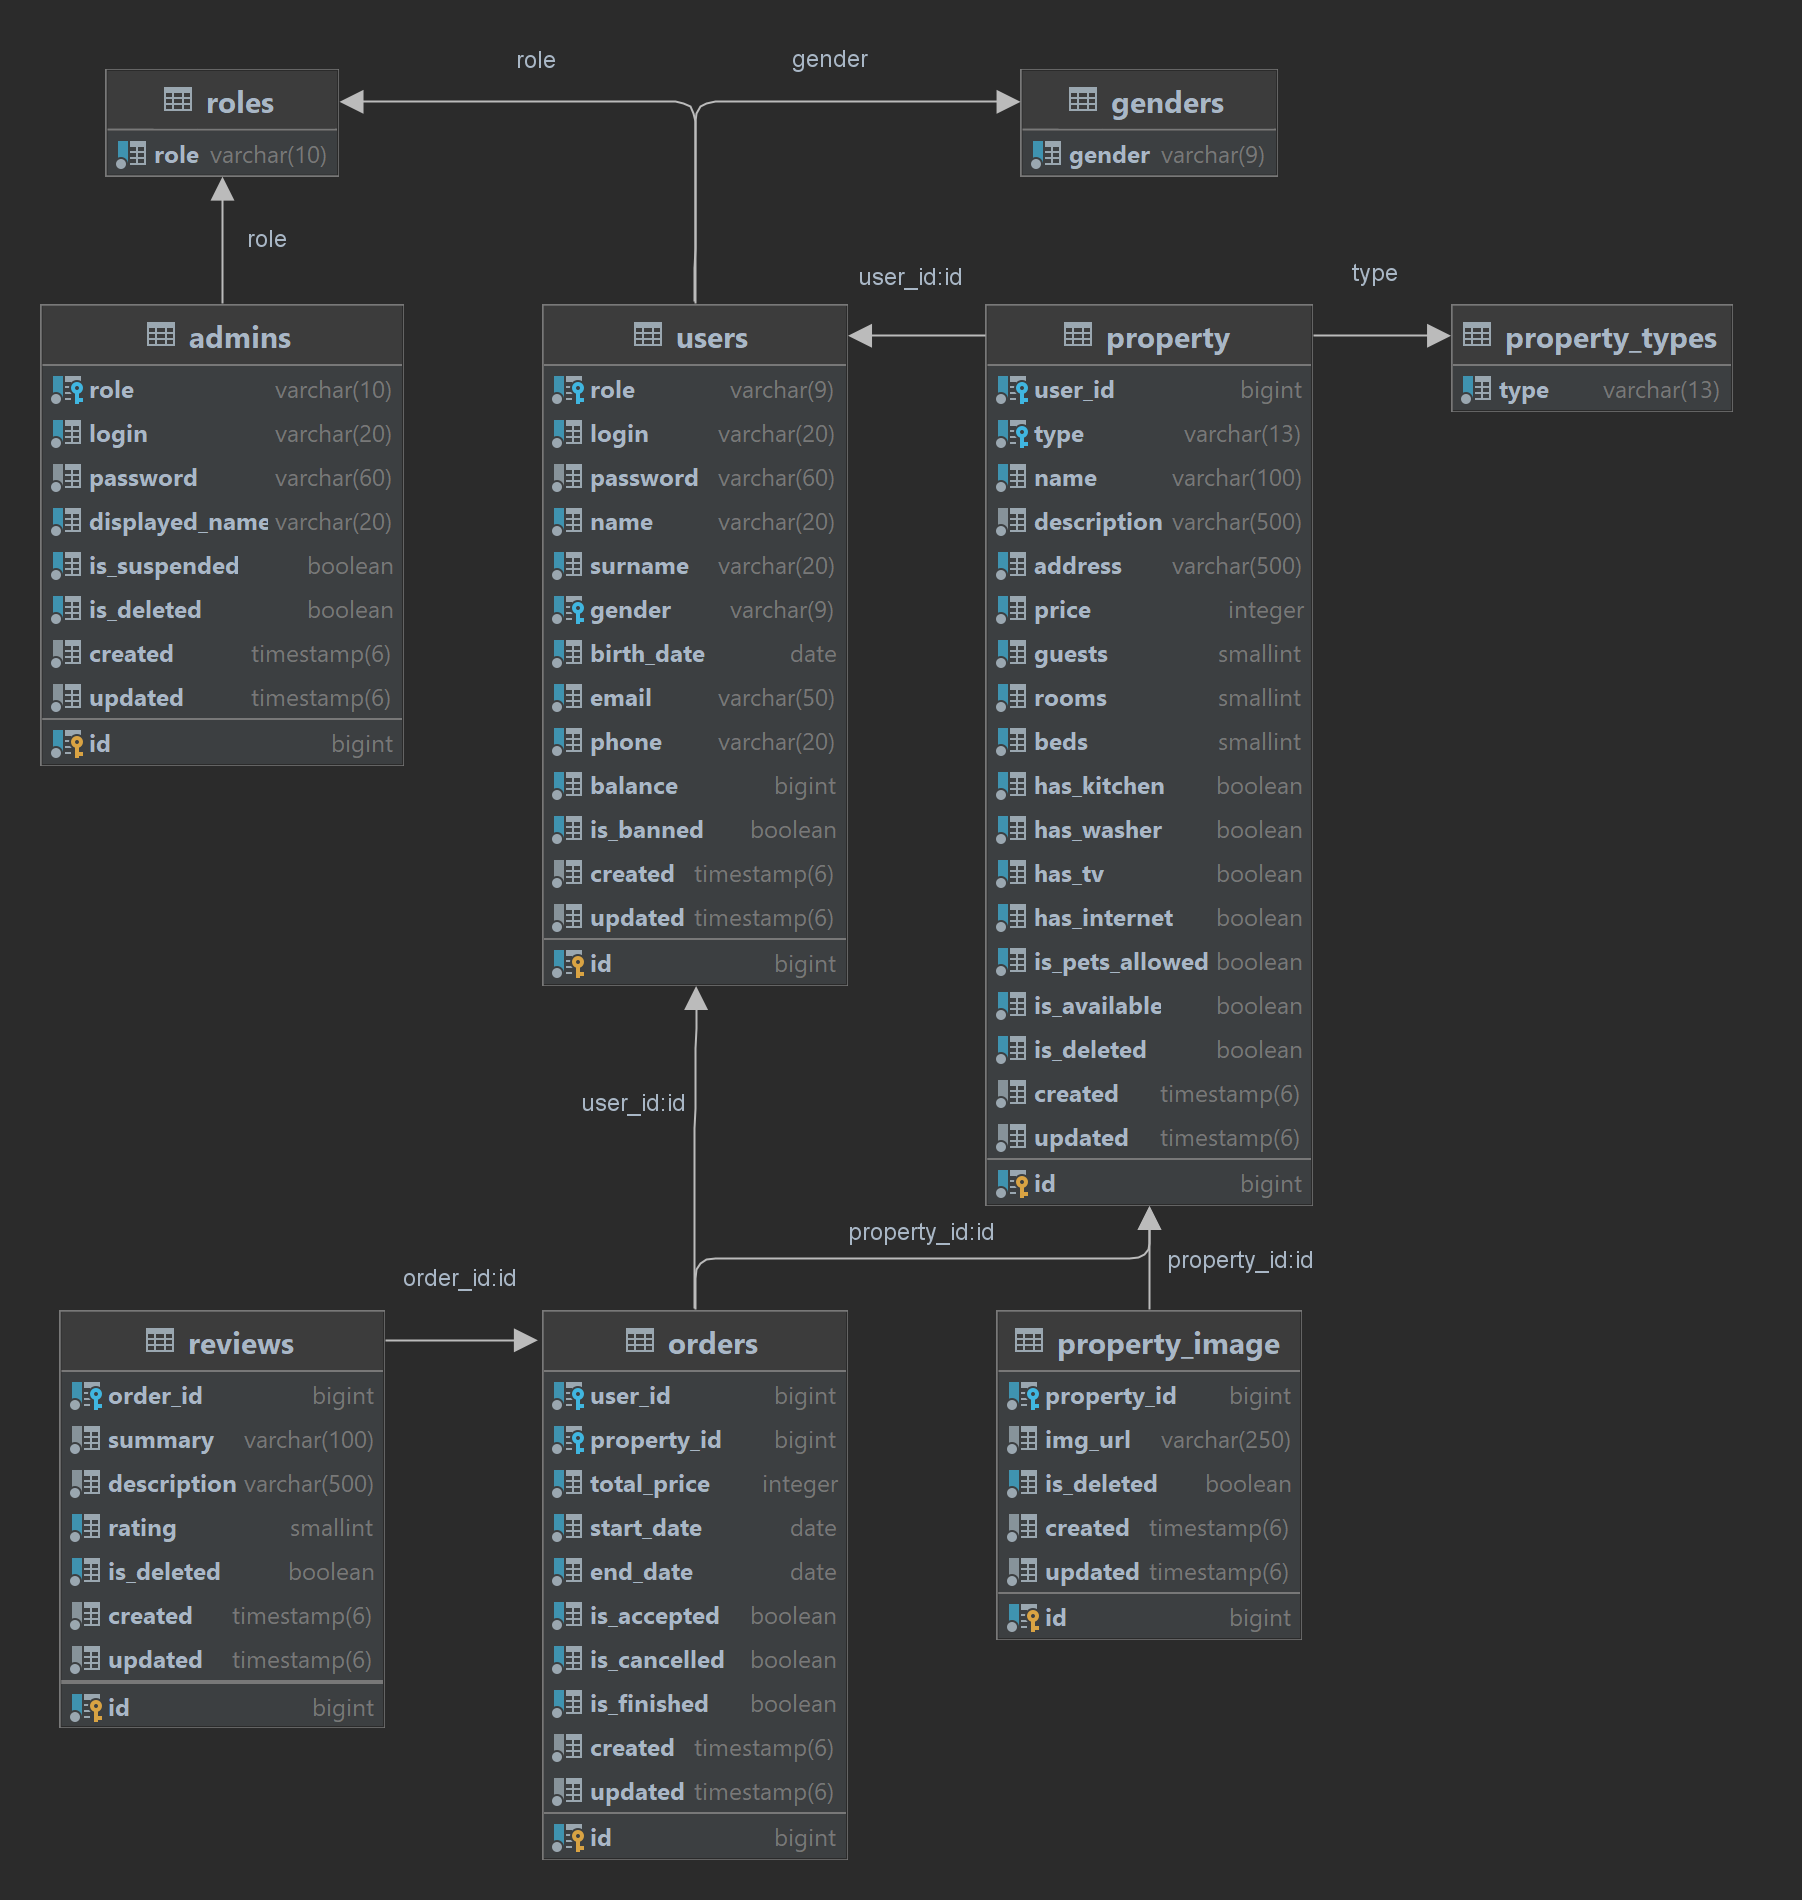 role
gender
roles
role varchar(10)
genders
gender varchar(9)
role
user_id:id
type
admins
role varchar(10)
login varchar(20)
password varchar(60)
displayed_name varchar(20)
is_suspended boolean
is_deleted boolean
created timestamp(6)
updated timestamp(6)
id bigint
users
role varchar(9)
login varchar(20)
password varchar(60)
name varchar(20)
surname varchar(20)
gender varchar(9)
birth_date date
email varchar(50)
phone varchar(20)
balance bigint
is_banned boolean
created timestamp(6)
updated timestamp(6)
id bigint
property
user_id bigint
type varchar(13)
name varchar(100)
description varchar(500)
address varchar(500)
price integer
guests smallint
rooms smallint
beds smallint
has_kitchen boolean
has_washer boolean
has_tv boolean
has_internet boolean
is_pets_allowed boolean
is_available boolean
is_deleted boolean
created timestamp(6)
updated timestamp(6)
id bigint
property_types
type varchar(13)
user_id:id
property_id:id
property_id:id
order_id:id
reviews
order_id bigint
summary varchar(100)
description varchar(500)
rating smallint
is_deleted boolean
created timestamp(6)
updated timestamp(6)
id bigint
orders
user_id bigint
property_id bigint
total_price integer
start_date date
end_date date
is_accepted boolean
is_cancelled boolean
is_finished boolean
created timestamp(6)
updated timestamp(6)
id bigint
property_image
property_id bigint
img_url varchar(250)
is_deleted boolean
created timestamp(6)
updated timestamp(6)
id bigint